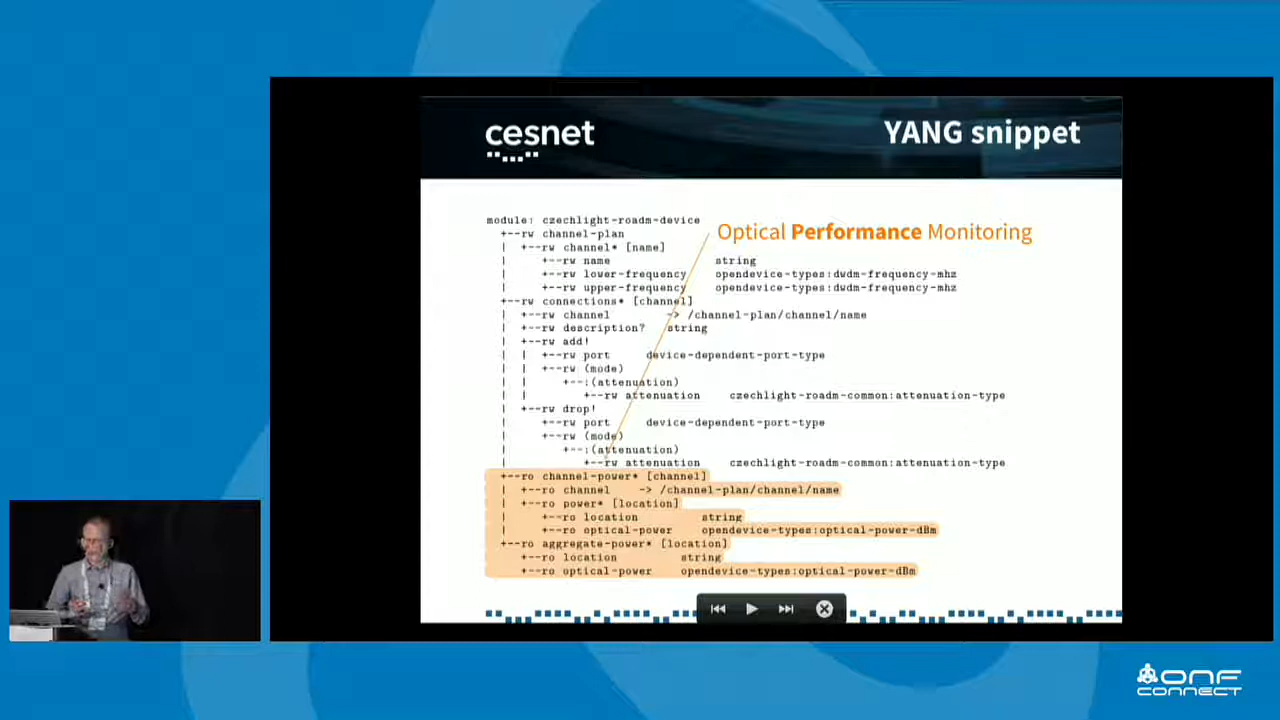 cesnet
YANG snippet
Optical Performance Monitoring
module: czechlight-roadm-device
+--rw channel-plan
| +--rw channel* [name]
| +--rw name string
| +--rw lower-frequency opendevice-types:dwdm-frequency-mhz
| +--rw upper-frequency opendevice-types:dwdm-frequency-mhz
+--rw connections* [channel]
| +--rw channel -> /channel-plan/channel/name
| +--rw description? string
| +--rw add!
| | +--rw port device-dependent-port-type
| | +--rw (mode)
| | +--:(attenuation)
| | +--rw attenuation czechlight-roadm-common:attenuation-type
| +--rw drop!
| +--rw port device-dependent-port-type
| +--rw (mode)
| +--:(attenuation)
| +--rw attenuation czechlight-roadm-common:attenuation-type
+--ro channel-power* [channel]
| +--ro channel -> /channel-plan/channel/name
| +--ro power* [location]
| +--ro location string
| +--ro optical-power opendevice-types:optical-power-dBm
+--ro aggregate-power* [location]
+--ro location string
+--ro optical-power opendevice-types:optical-power-dBm
ONF
CONNECT